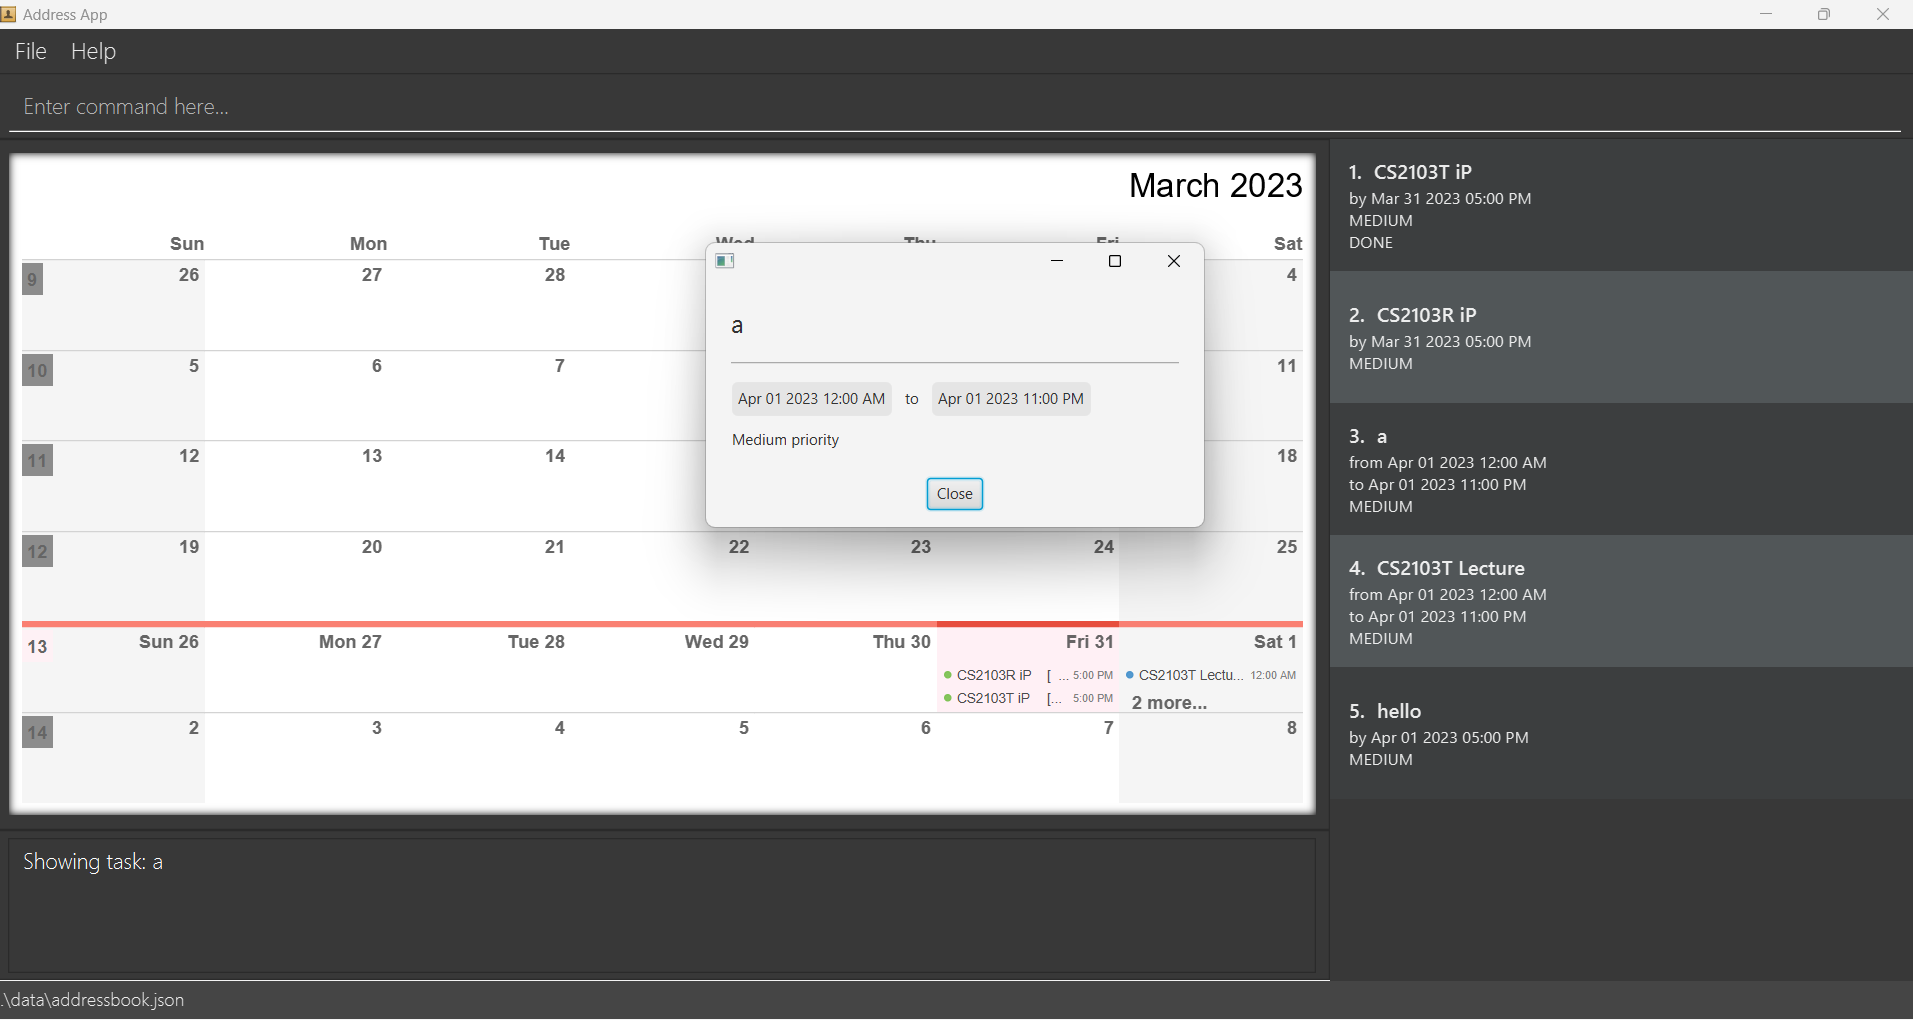 Address App
File Help
Enter command here...
March 2023
Sun Mon Tue Wed Thu Fri Sat
9 26 27 28 4
10 5 6 7 11
11 12 13 14 18
12 19 20 21 22 23 24 25
13 Sun 26 Mon 27 Tue 28 Wed 29 Thu 30 Fri 31 Sat 1
CS2103R iP [ ... 5:00 PM CS2103T Lectu... 12:00 AM
CS2103T iP [... 5:00 PM 2 more...
14 2 3 4 5 6 7 8
a
Apr 01 2023 12:00 AM to Apr 01 2023 11:00 PM
Medium priority
Close
1. CS2103T iP
by Mar 31 2023 05:00 PM
MEDIUM
DONE
2. CS2103R iP
by Mar 31 2023 05:00 PM
MEDIUM
3. a
from Apr 01 2023 12:00 AM
to Apr 01 2023 11:00 PM
MEDIUM
4. CS2103T Lecture
from Apr 01 2023 12:00 AM
to Apr 01 2023 11:00 PM
MEDIUM
5. hello
by Apr 01 2023 05:00 PM
MEDIUM
Showing task: a
.\data\addressbook.json